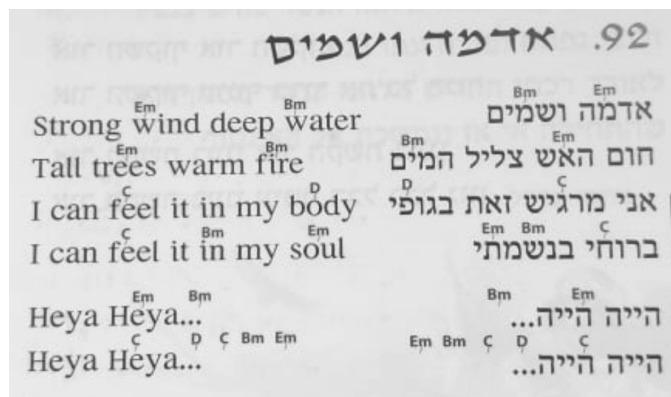 92. אדמה ושמים
Em Bm
Strong wind deep water
Em Bm
Tall trees warm fire
C D
I can feel it in my body
C Bm Em
I can feel it in my soul
Em Bm
Heya Heya...
C D C Bm Em
Heya Heya...
Em Bm
אדמה ושמים
Em Bm
חום האש צליל המים
C D
אני מרגיש זאת בגופי
C Bm Em
ברוחי בנשמתי
Em Bm
הייה הייה...
C D C Bm Em
הייה הייה...